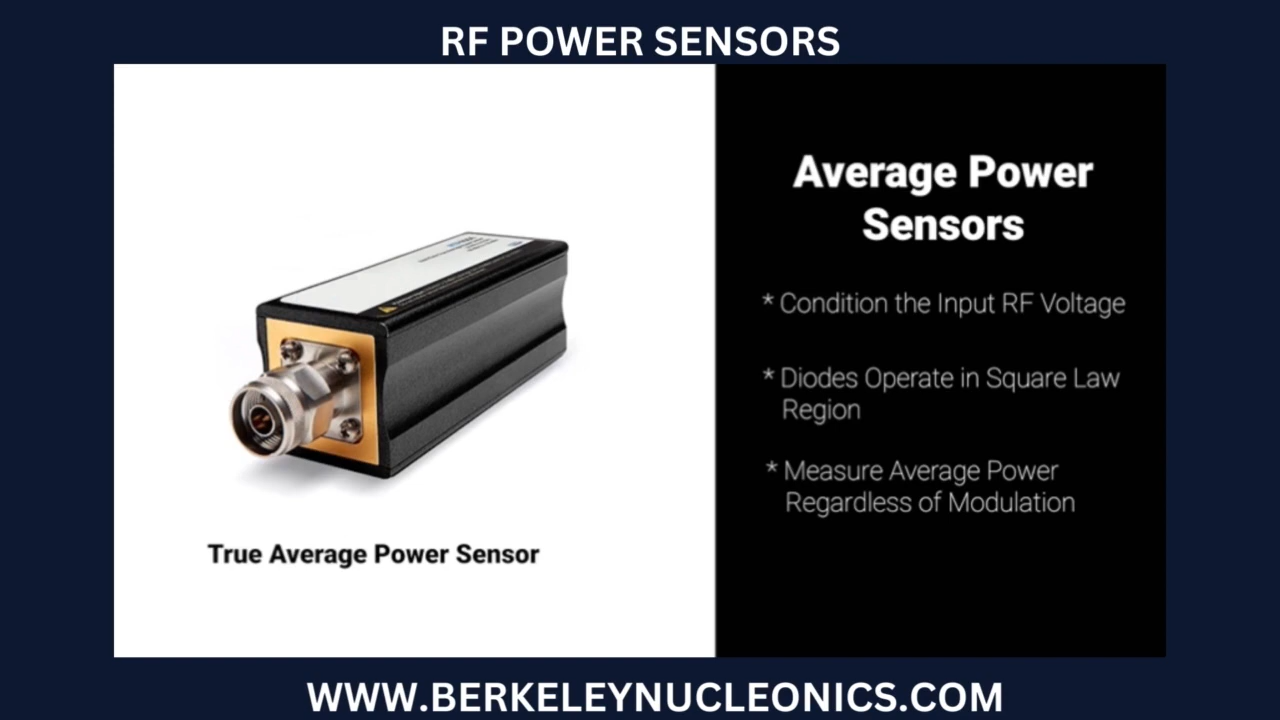 RF POWER SENSORS
Average Power
Sensors
* Condition the Input RF Voltage
* Diodes Operate in Square Law
Region
* Measure Average Power
Regardless of Modulation
True Average Power Sensor
WWW.BERKELEYNUCLEONICS.COM